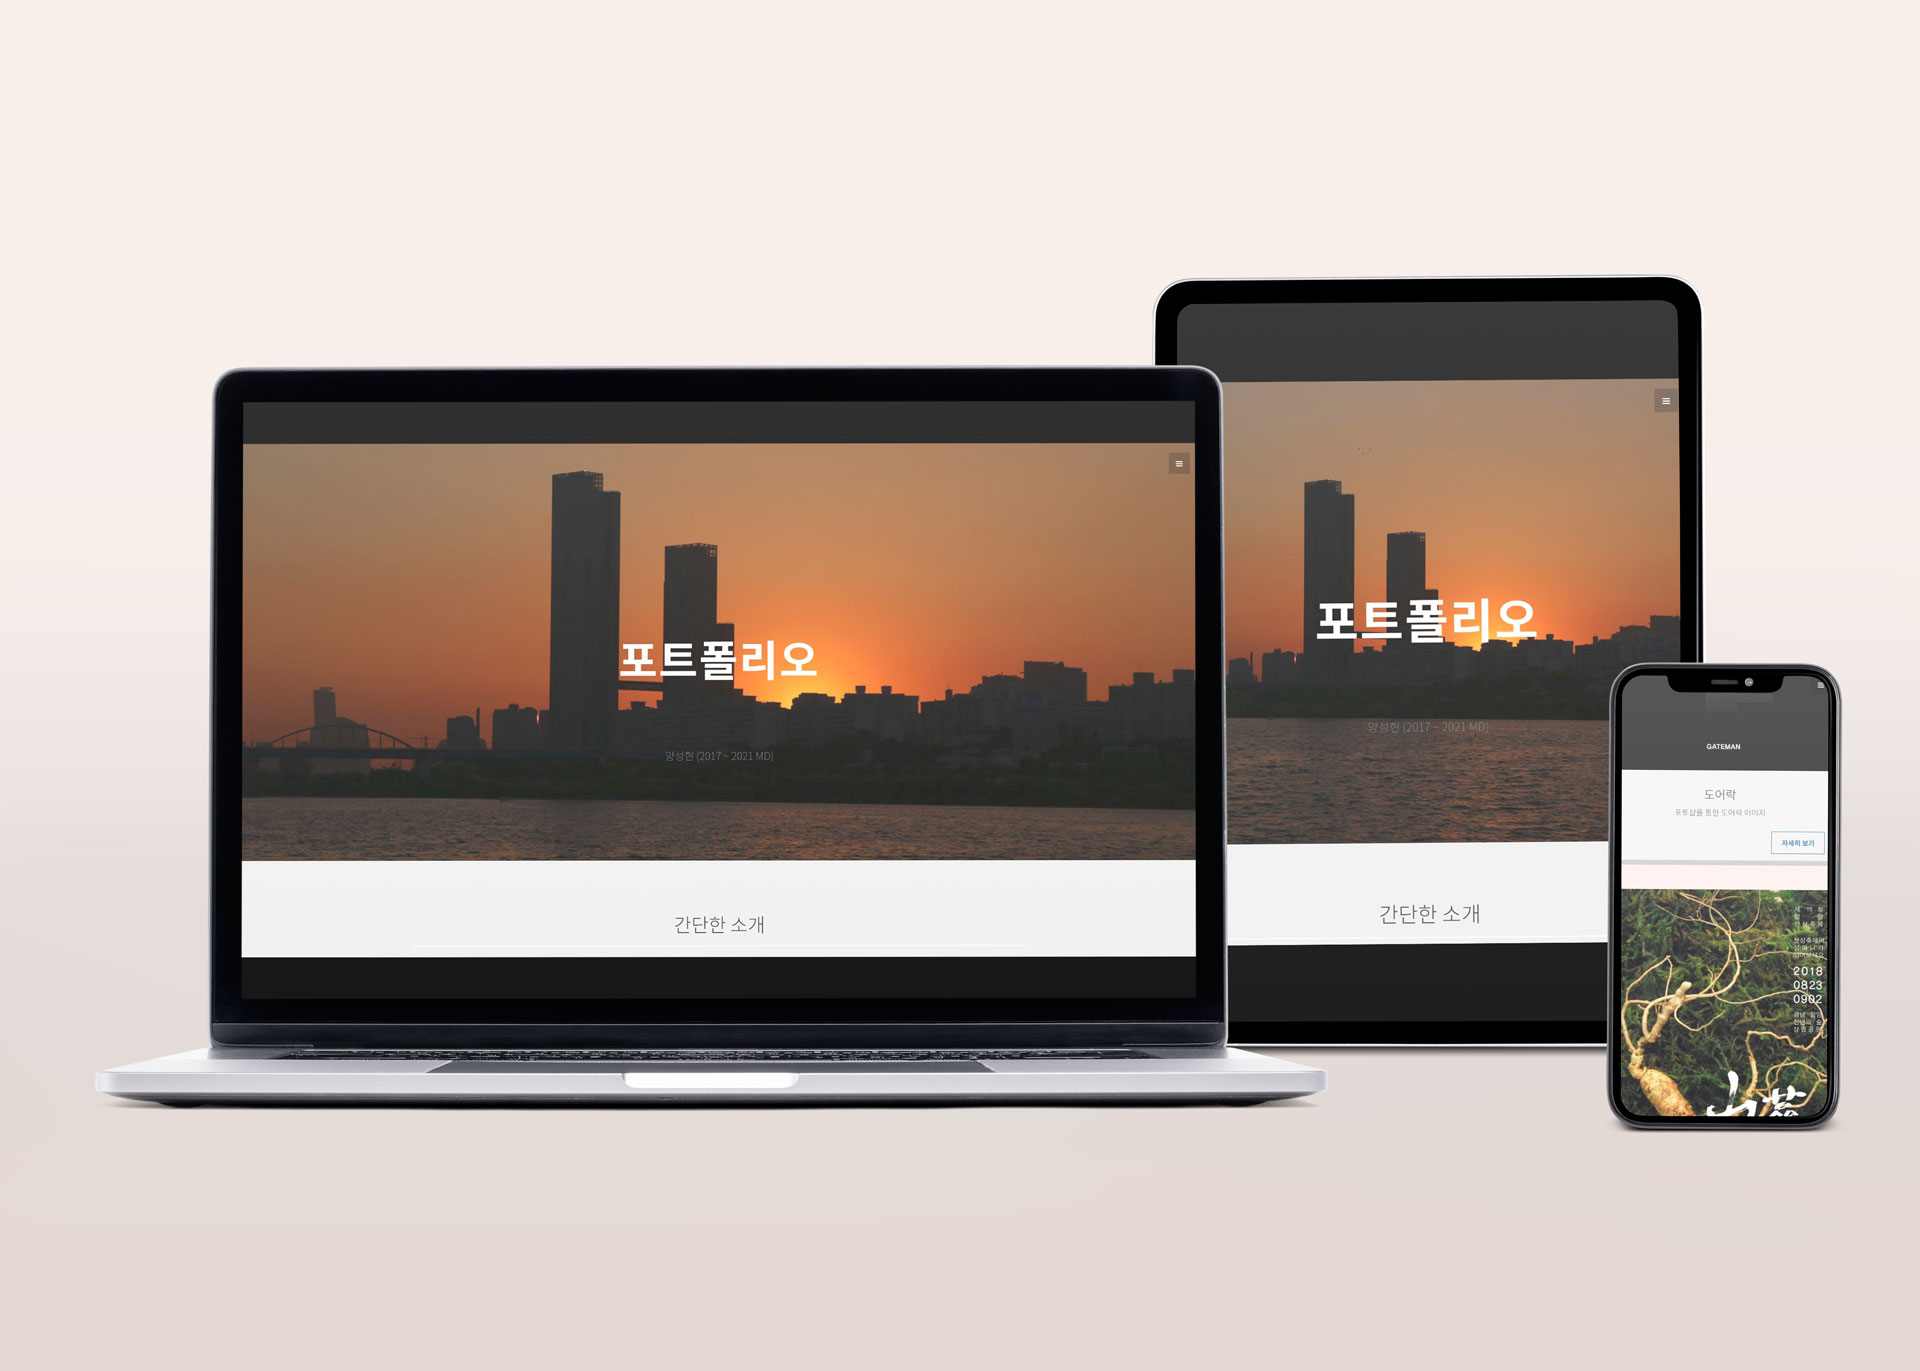 포트폴리오
양성현 (2017 ~ 2021 MD)
간단한 소개
포트폴리오
양성현 (2017 ~ 2021 MD)
간단한 소개
GATEMAN
도어락
포토샵을 통한 도어락 이미지
자세히 보기
2018
0823
0902